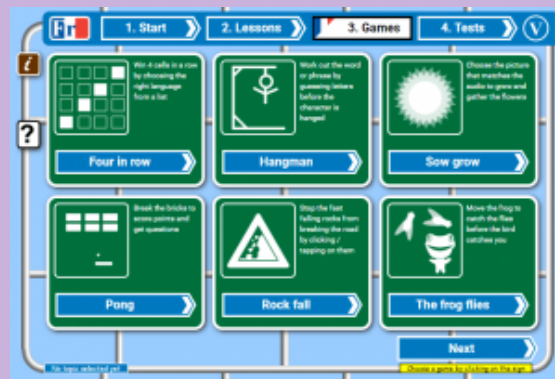 Fr
1. Start
2. Lessons
3. Games
4. Tests
V
i
?
Win 4 cells in a row
by choosing the
right language
from a list
Four in row
Work out the word
or phrase by
guessing letters
before the
character is
hanged
Hangman
Choose the picture
that matches the
audio to grow and
gather the flowers
Sow grow
Break the bricks to
score points and
get questions
Pong
Stop the fast
falling rocks from
breaking the road
by clicking /
tapping on them
Rock fall
Move the frog to
catch the flies
before the bird
catches you
The frog flies
Next
No topic selected yet
Choose a game by clicking on the sign